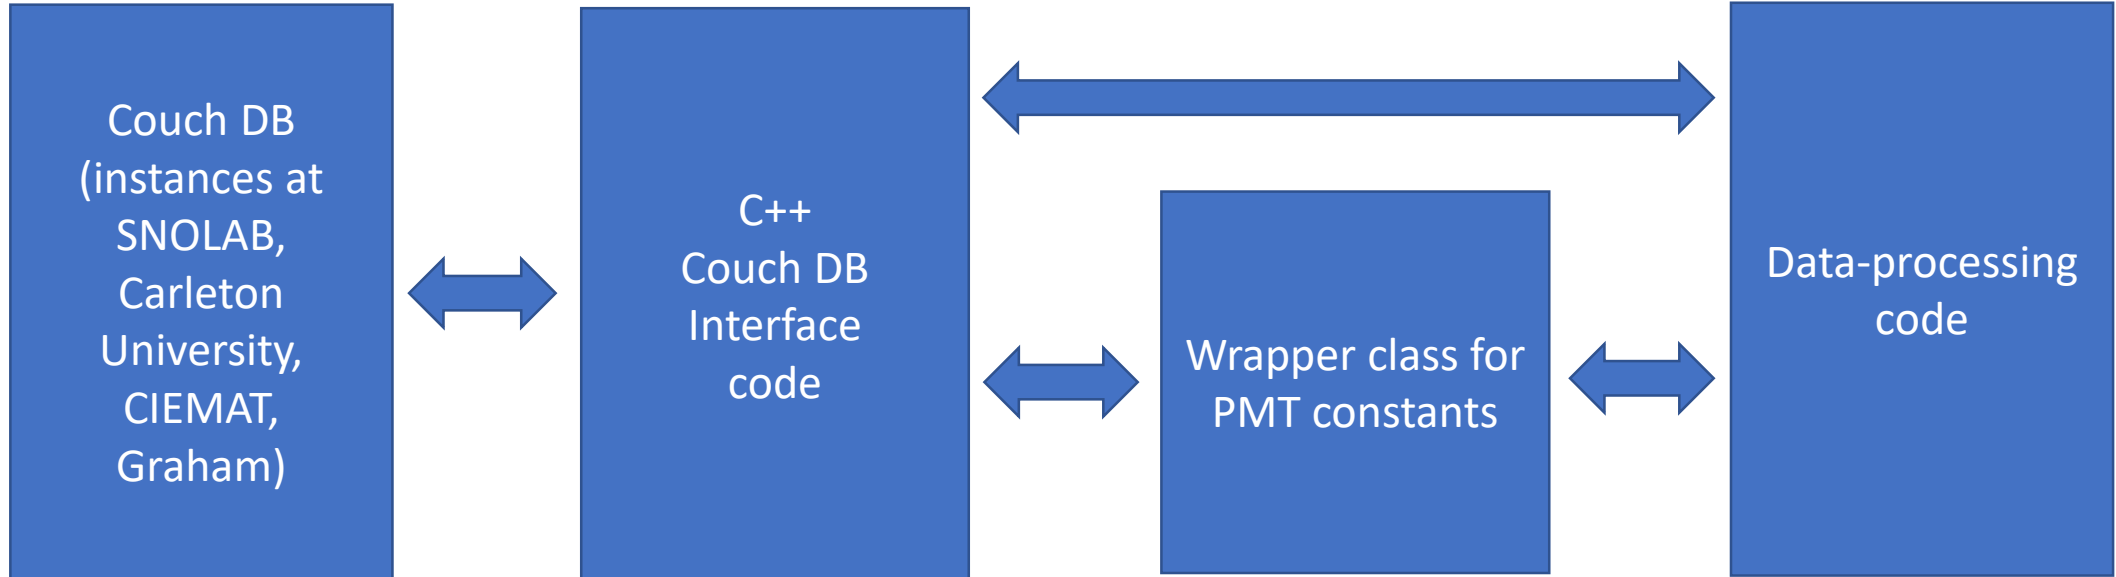 Couch DB
(instances at
SNOLAB,
Carleton
University,
CIEMAT,
Graham)
C++
Couch DB
Interface
code
Wrapper class for
PMT constants
Data-processing
code